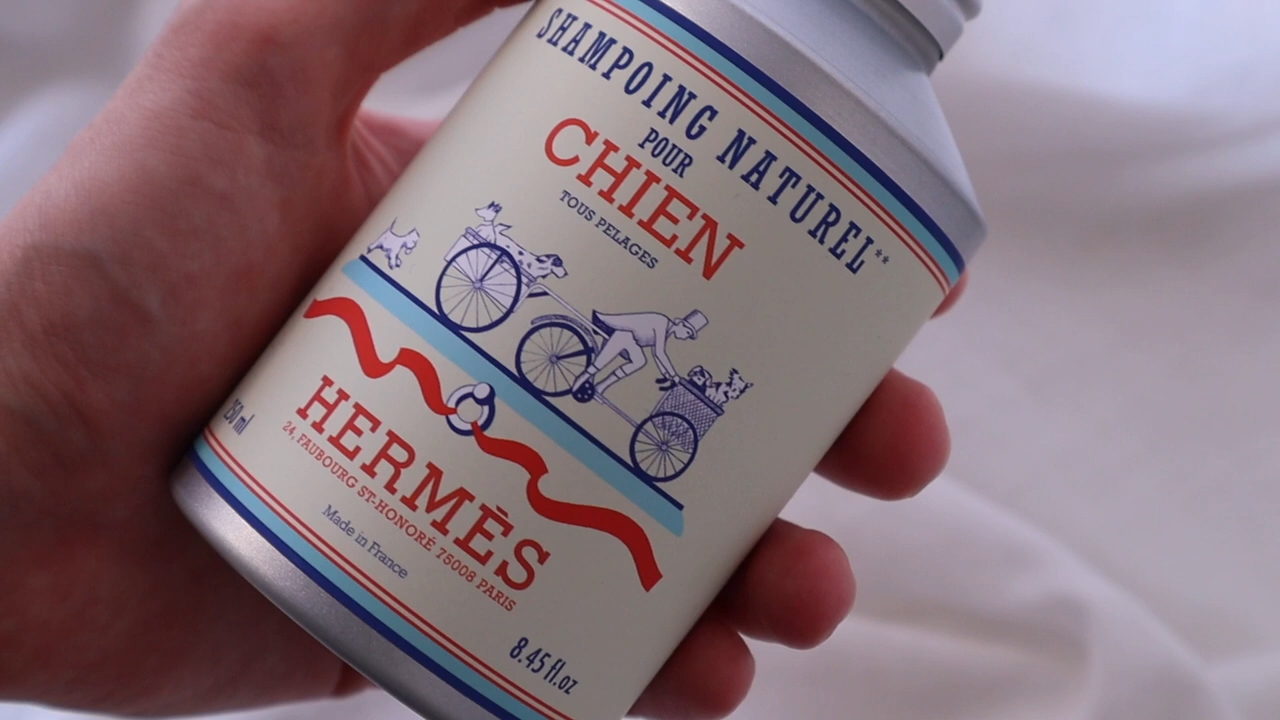 SHAMPOING NATUREL**
POUR
CHIEN
TOUS PELAGES
HERMÈS
24, FAUBOURG ST-HONORÉ 75008 PARIS
Made in France
250 ml
8.45 fl.oz